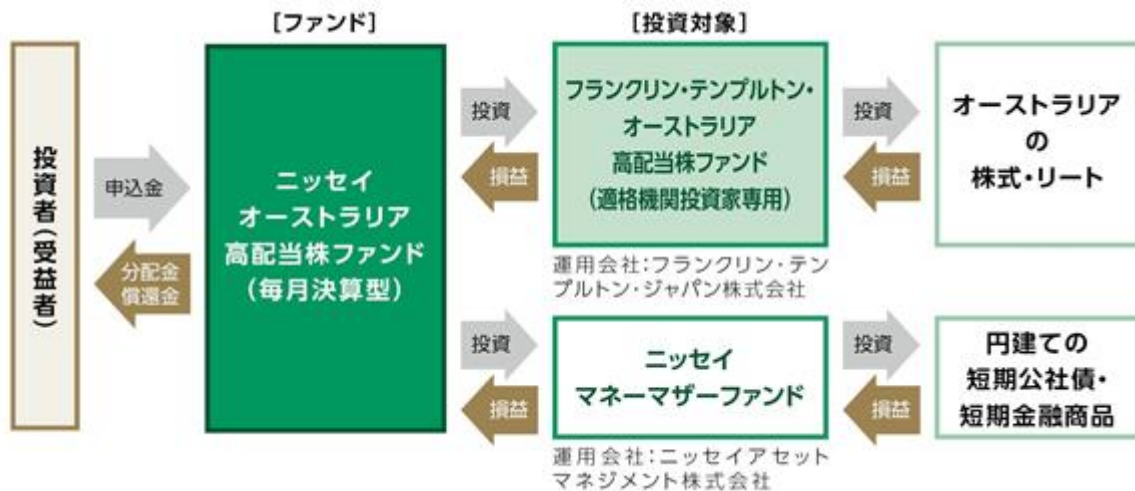 [ファンド]
[投資対象]
投資者(受益者)
申込金
分配金
償還金
ニッセイ
オーストラリア
高配当株ファンド
(毎月決算型)
投資
損益
フランクリン・テンプルトン・
オーストラリア
高配当株ファンド
(適格機関投資家専用)
運用会社:フランクリン・テン
プルトン・ジャパン株式会社
投資
損益
オーストラリア
の
株式・リート
投資
損益
ニッセイ
マネーマザーファンド
運用会社:ニッセイアセット
マネジメント株式会社
投資
損益
円建ての
短期公社債・
短期金融商品